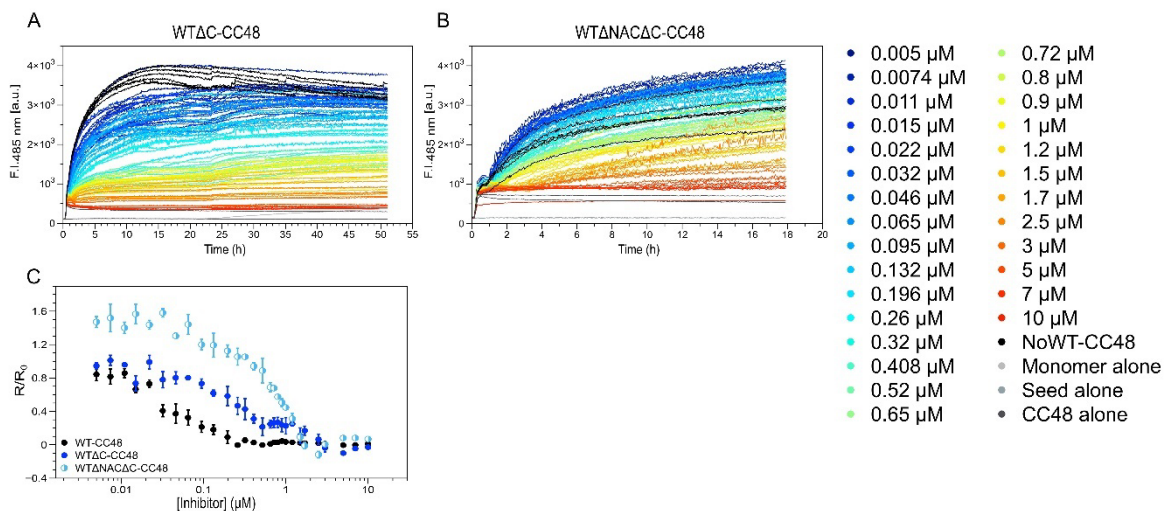 A
WTΔC-CC48
F.I.485 nm [a.u.]
4×10³
3×10³
2×10³
10³
0
0 5 10 15 20 25 30 35 40 45 50 55
Time (h)
B
WTΔNACΔC-CC48
F.I.485 nm [a.u.]
4×10³
3×10³
2×10³
10³
0
0 2 4 6 8 10 12 14 16 18 20
Time (h)
C
R/R₀
1.6
1.2
0.8
0.4
0
-0.4
WT-CC48
WTΔC-CC48
WTΔNACΔC-CC48
0.01 0.1 1 10
[Inhibitor] (μM)
0.005 μM
0.0074 μM
0.011 μM
0.015 μM
0.022 μM
0.032 μM
0.046 μM
0.065 μM
0.095 μM
0.132 μM
0.196 μM
0.26 μM
0.32 μM
0.408 μM
0.52 μM
0.65 μM
0.72 μM
0.8 μM
0.9 μM
1 μM
1.2 μM
1.5 μM
1.7 μM
2.5 μM
3 μM
5 μM
7 μM
10 μM
NoWT-CC48
Monomer alone
Seed alone
CC48 alone